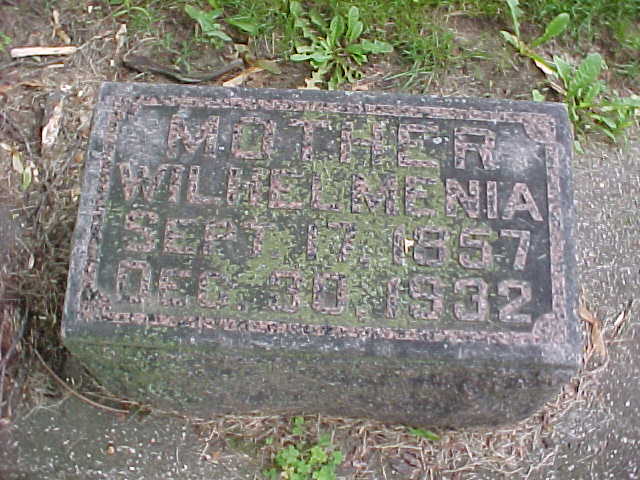 MOTHER
WILHELMENIA
SEPT. 17, 1857
DEC. 30, 1932